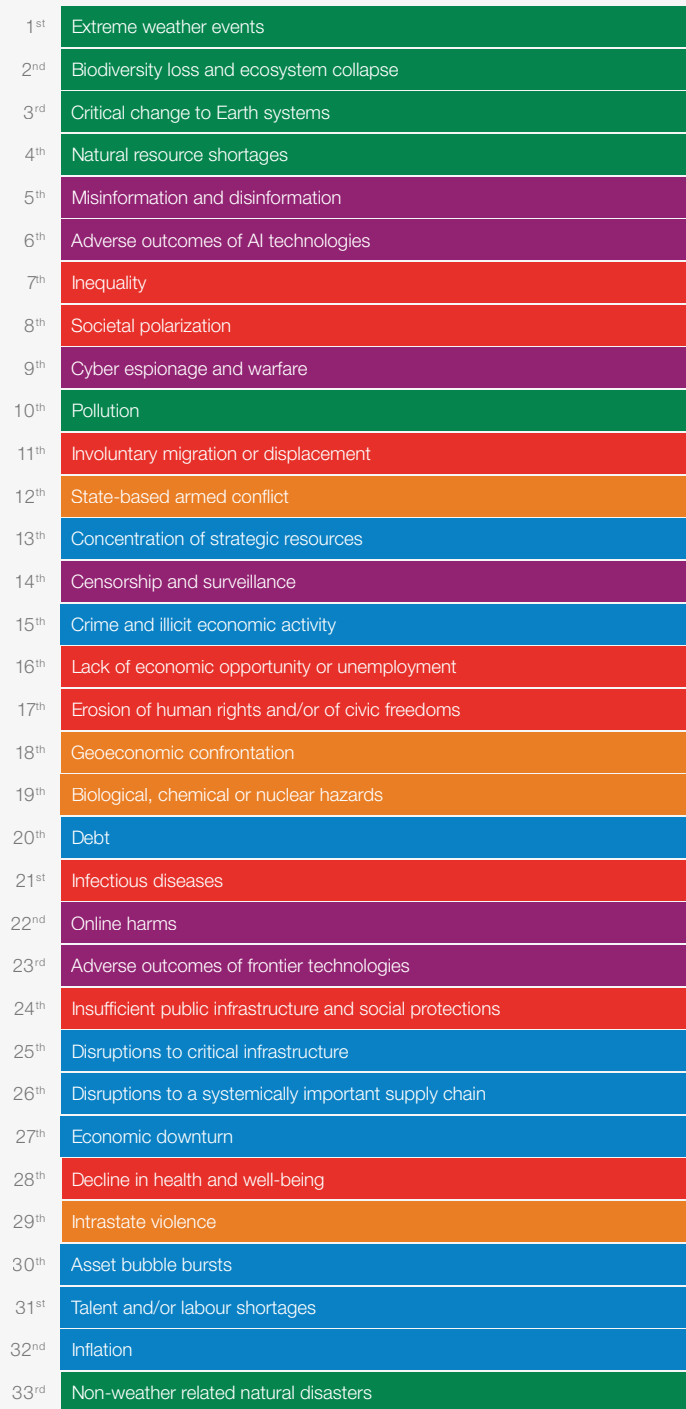 1st Extreme weather events
2nd Biodiversity loss and ecosystem collapse
3rd Critical change to Earth systems
4th Natural resource shortages
5th Misinformation and disinformation
6th Adverse outcomes of AI technologies
7th Inequality
8th Societal polarization
9th Cyber espionage and warfare
10th Pollution
11th Involuntary migration or displacement
12th State-based armed conflict
13th Concentration of strategic resources
14th Censorship and surveillance
15th Crime and illicit economic activity
16th Lack of economic opportunity or unemployment
17th Erosion of human rights and/or of civic freedoms
18th Geoeconomic confrontation
19th Biological, chemical or nuclear hazards
20th Debt
21st Infectious diseases
22nd Online harms
23rd Adverse outcomes of frontier technologies
24th Insufficient public infrastructure and social protections
25th Disruptions to critical infrastructure
26th Disruptions to a systemically important supply chain
27th Economic downturn
28th Decline in health and well-being
29th Intrastate violence
30th Asset bubble bursts
31st Talent and/or labour shortages
32nd Inflation
33rd Non-weather related natural disasters